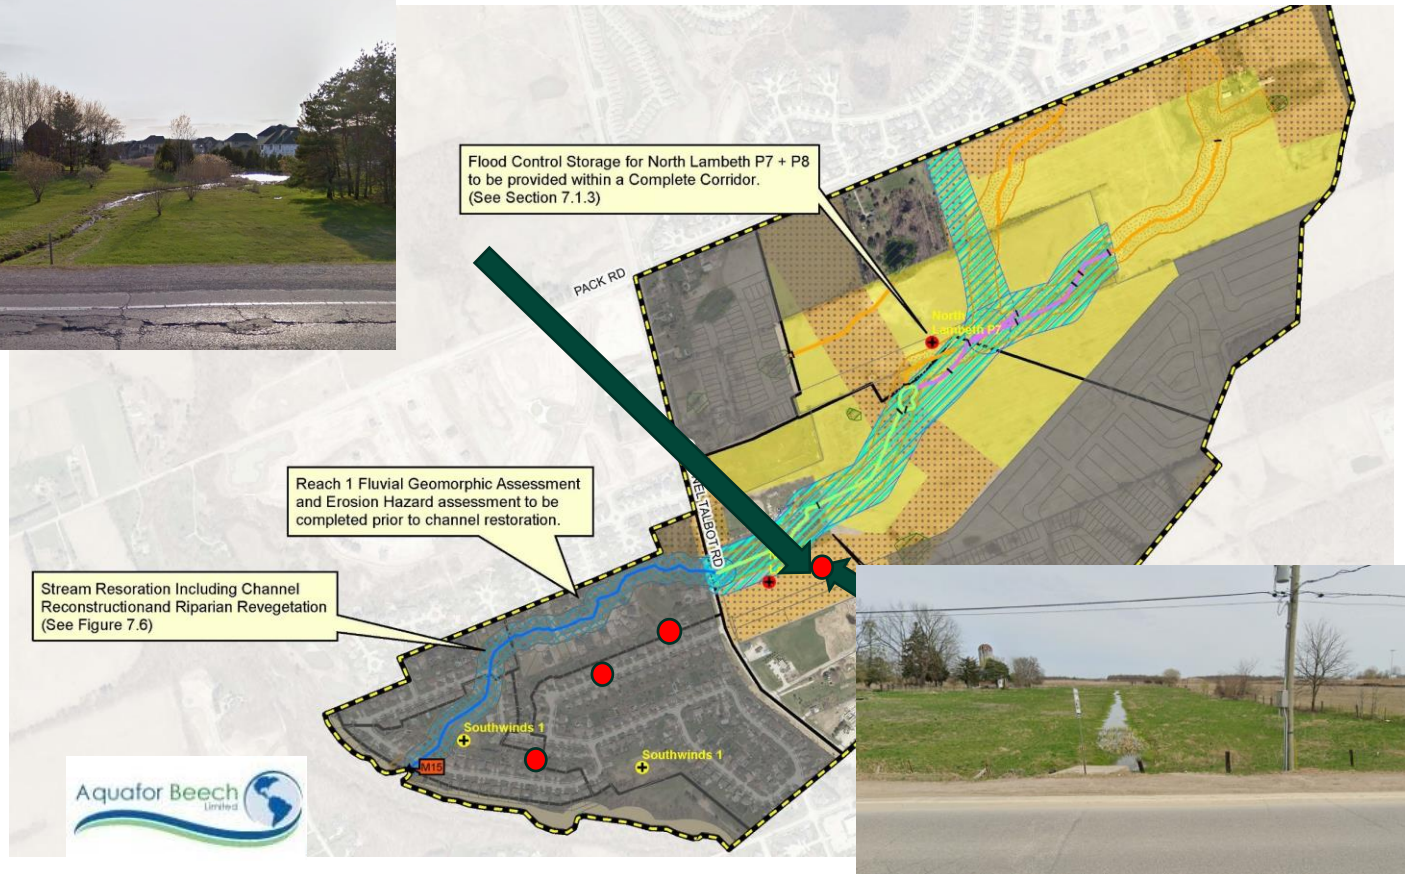 Flood Control Storage for North Lambeth P7 + P8
to be provided within a Complete Corridor.
(See Section 7.1.3)
PACK RD
North
Lambeth P7
Reach 1 Fluvial Geomorphic Assessment
and Erosion Hazard assessment to be
completed prior to channel restoration.
NEL TALBOT RD
Stream Resoration Including Channel
Reconstructionand Riparian Revegetation
(See Figure 7.6)
Southwinds 1
Southwinds 1
M15
Aquafor Beech
Limited